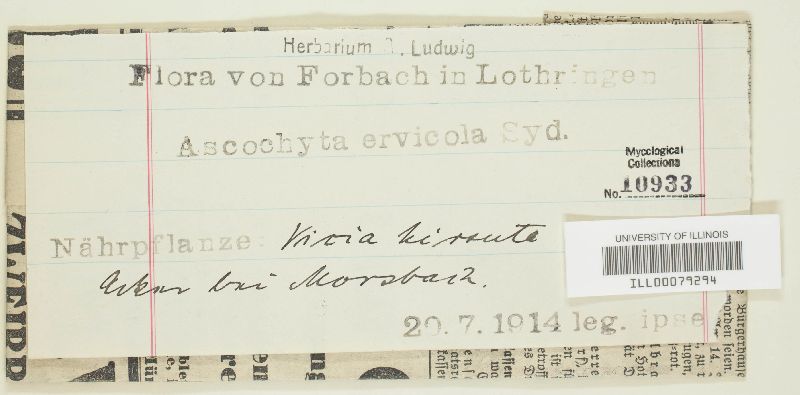 Herbarium A. Ludwig
Flora von Forbach in Lothringen
Ascochyta ervicola Syd.
Mycological
Collections
No. 10933
Nährpflanze: Vicia hirsuta
Acker bei Morsbach.
20.7.1914 leg. ipse
UNIVERSITY OF ILLINOIS
ILL00079294